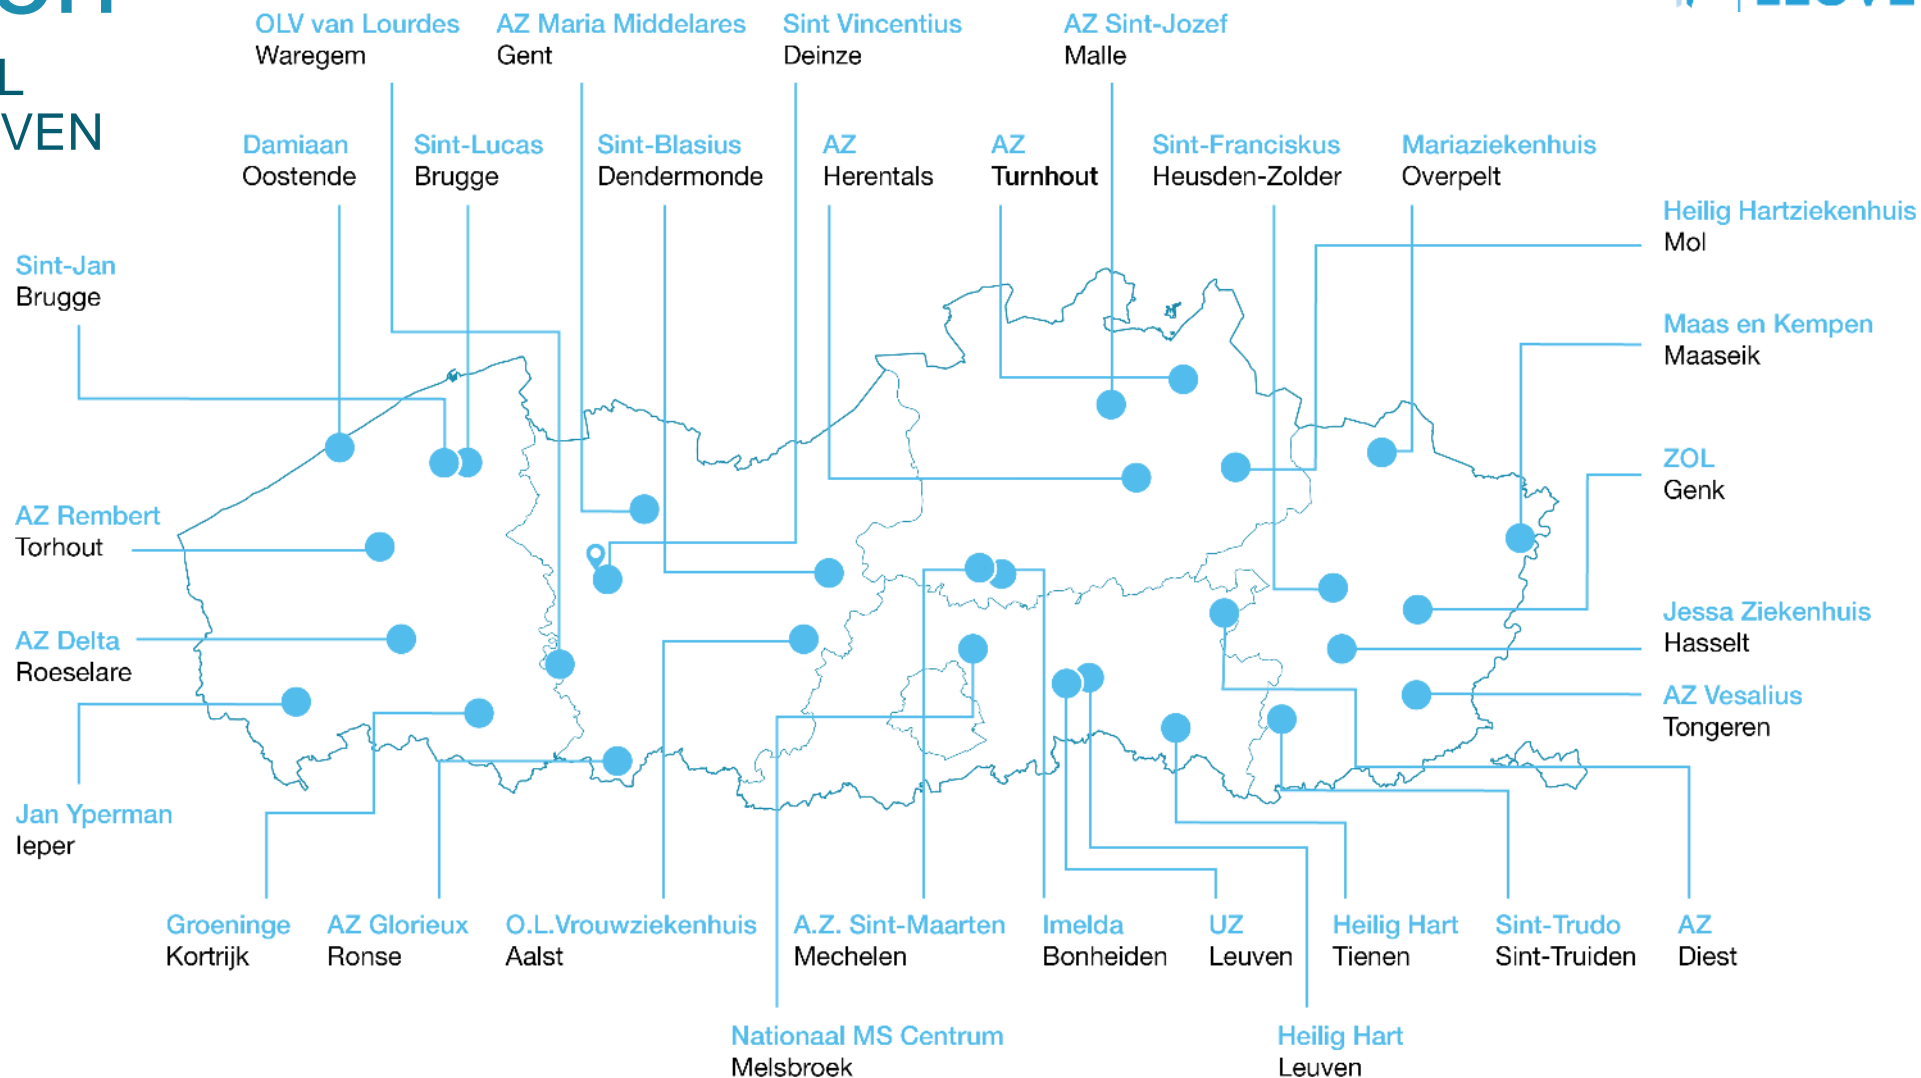 L
VEN
OLV van Lourdes
Waregem
AZ Maria Middelares
Gent
Sint Vincentius
Deinze
AZ Sint-Jozef
Malle
Damiaan
Oostende
Sint-Lucas
Brugge
Sint-Blasius
Dendermonde
AZ
Herentals
AZ
Turnhout
Sint-Franciskus
Heusden-Zolder
Mariaziekenhuis
Overpelt
Heilig Hartziekenhuis
Mol
Sint-Jan
Brugge
Maas en Kempen
Maaseik
ZOL
Genk
AZ Rembert
Torhout
Jessa Ziekenhuis
Hasselt
AZ Delta
Roeselare
AZ Vesalius
Tongeren
Jan Yperman
Ieper
Groeninge
Kortrijk
AZ Glorieux
Ronse
O.L.Vrouwziekenhuis
Aalst
A.Z. Sint-Maarten
Mechelen
Imelda
Bonheiden
UZ
Leuven
Heilig Hart
Tienen
Sint-Trudo
Sint-Truiden
AZ
Diest
Nationaal MS Centrum
Melsbroek
Heilig Hart
Leuven